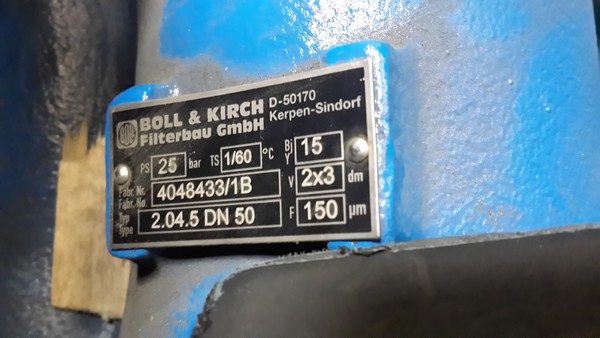 BOLL
BOLL & KIRCH D-50170
Filterbau GmbH Kerpen-Sindorf
PS 25 bar TS 1/60 °C Bj Y 15
Fabr. Nr. Fabr. No. 4048433/1B V 2x3 dm
Typ Type 2.04.5 DN 50 F 150 µm